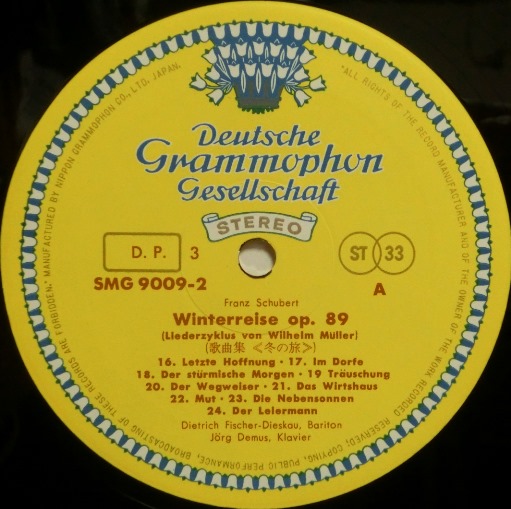 "ALL RIGHTS OF THE RECORD MANUFACTURER AND OF THE OWNER OF THE WORK RECORDED RESERVED; COPYING, PUBLIC PERFORMANCE, BROADCASTING OF THESE RECORDS ARE FORBIDDEN." MANUFACTURED BY NIPPON GRAMMOPHON CO., LTD. JAPAN.
Deutsche
Grammophon
Gesellschaft
STEREO
D. P. 3
ST 33
SMG 9009-2
A
Franz Schubert
Winterreise op. 89
(Liederzyklus von Wilhelm Müller)
(歌曲集 ≪冬の旅≫)
16. Letzte Hoffnung · 17. Im Dorfe
18. Der stürmische Morgen · 19 Träuschung
20. Der Wegweiser · 21. Das Wirtshaus
22. Mut · 23. Die Nebensonnen
24. Der Leiermann
Dietrich Fischer-Dieskau, Bariton
Jörg Demus, Klavier